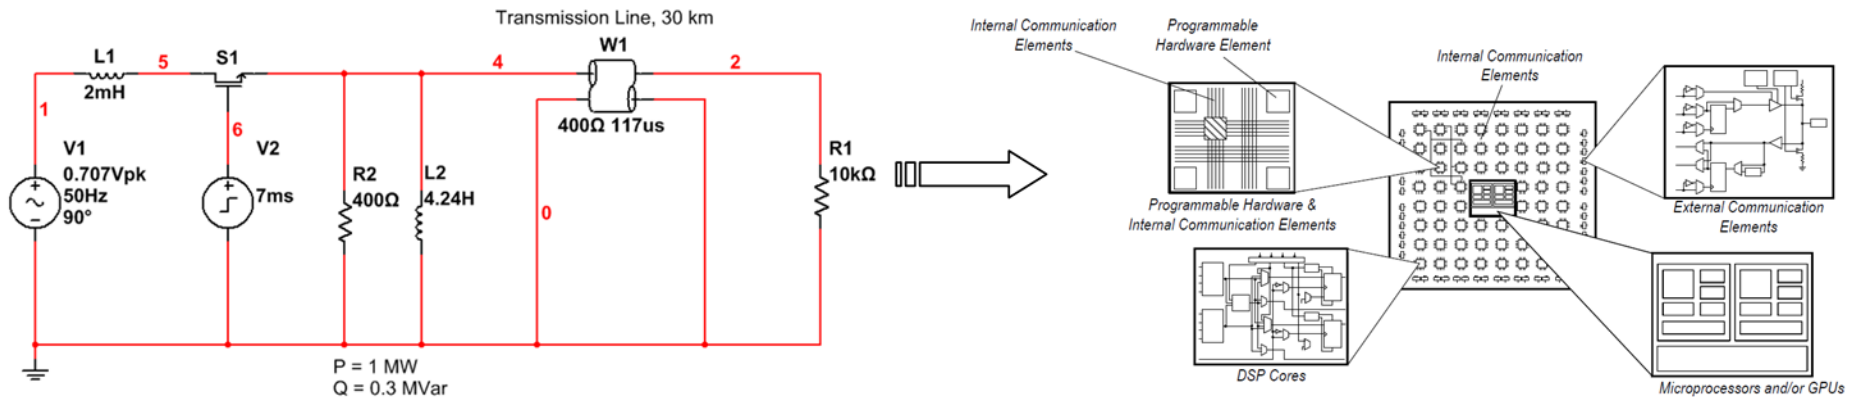 Transmission Line, 30 km
W1
L1
5
S1
4
2
2mH
1
6
400Ω 117us
V1
0.707Vpk
50Hz
90°
V2
7ms
R2
400Ω
L2
4.24H
0
R1
10kΩ
P = 1 MW
Q = 0.3 MVar
Internal Communication
Elements
Programmable
Hardware Element
Internal Communication
Elements
Programmable Hardware &
Internal Communication Elements
External Communication
Elements
DSP Cores
Microprocessors and/or GPUs